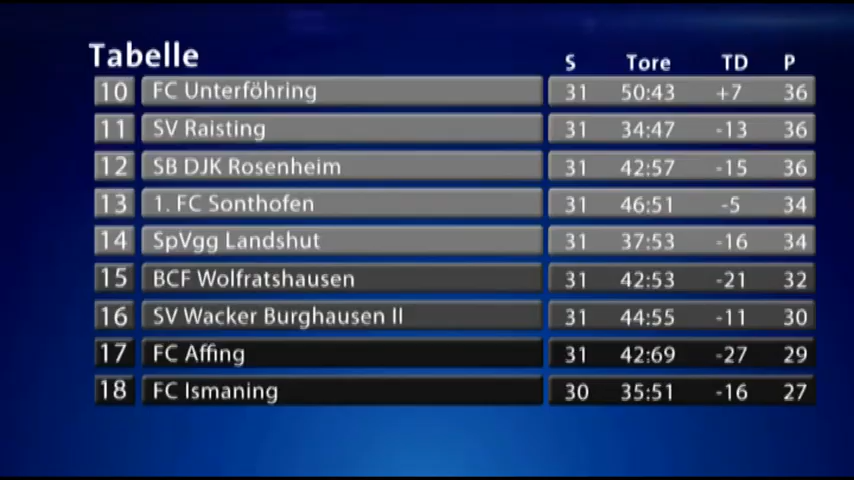 Tabelle S Tore TD P
10 FC Unterföhring 31 50:43 +7 36
11 SV Raisting 31 34:47 -13 36
12 SB DJK Rosenheim 31 42:57 -15 36
13 1. FC Sonthofen 31 46:51 -5 34
14 SpVgg Landshut 31 37:53 -16 34
15 BCF Wolfratshausen 31 42:53 -21 32
16 SV Wacker Burghausen II 31 44:55 -11 30
17 FC Affing 31 42:69 -27 29
18 FC Ismaning 30 35:51 -16 27